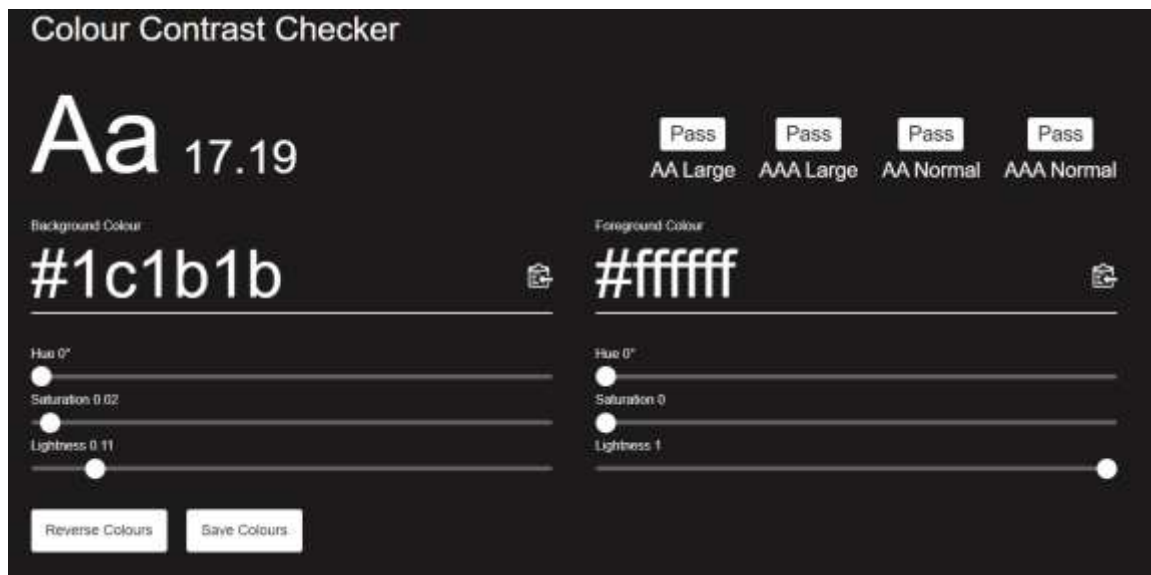 Colour Contrast Checker
Aa 17.19
Pass Pass Pass Pass
AA Large AAA Large AA Normal AAA Normal
Background Colour Foreground Colour
#1c1b1b #ffffff
Hue 0° Hue 0°
Saturation 0.02 Saturation 0
Lightness 0.11 Lightness 1
Reverse Colours Save Colours